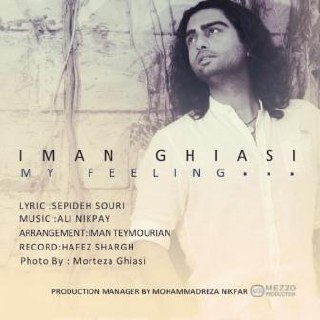 IMAN GHIASI
MY FEELING...
LYRIC :SEPIDEH SOURI
MUSIC :ALI NIKPAY
ARRANGEMENT:IMAN TEYMOURIAN
RECORD:HAFEZ SHARGH
Photo By : Morteza Ghiasi
PRODUCTION MANAGER BY MOHAMMADREZA NIKFAR
MEZZO
PRODUCTION